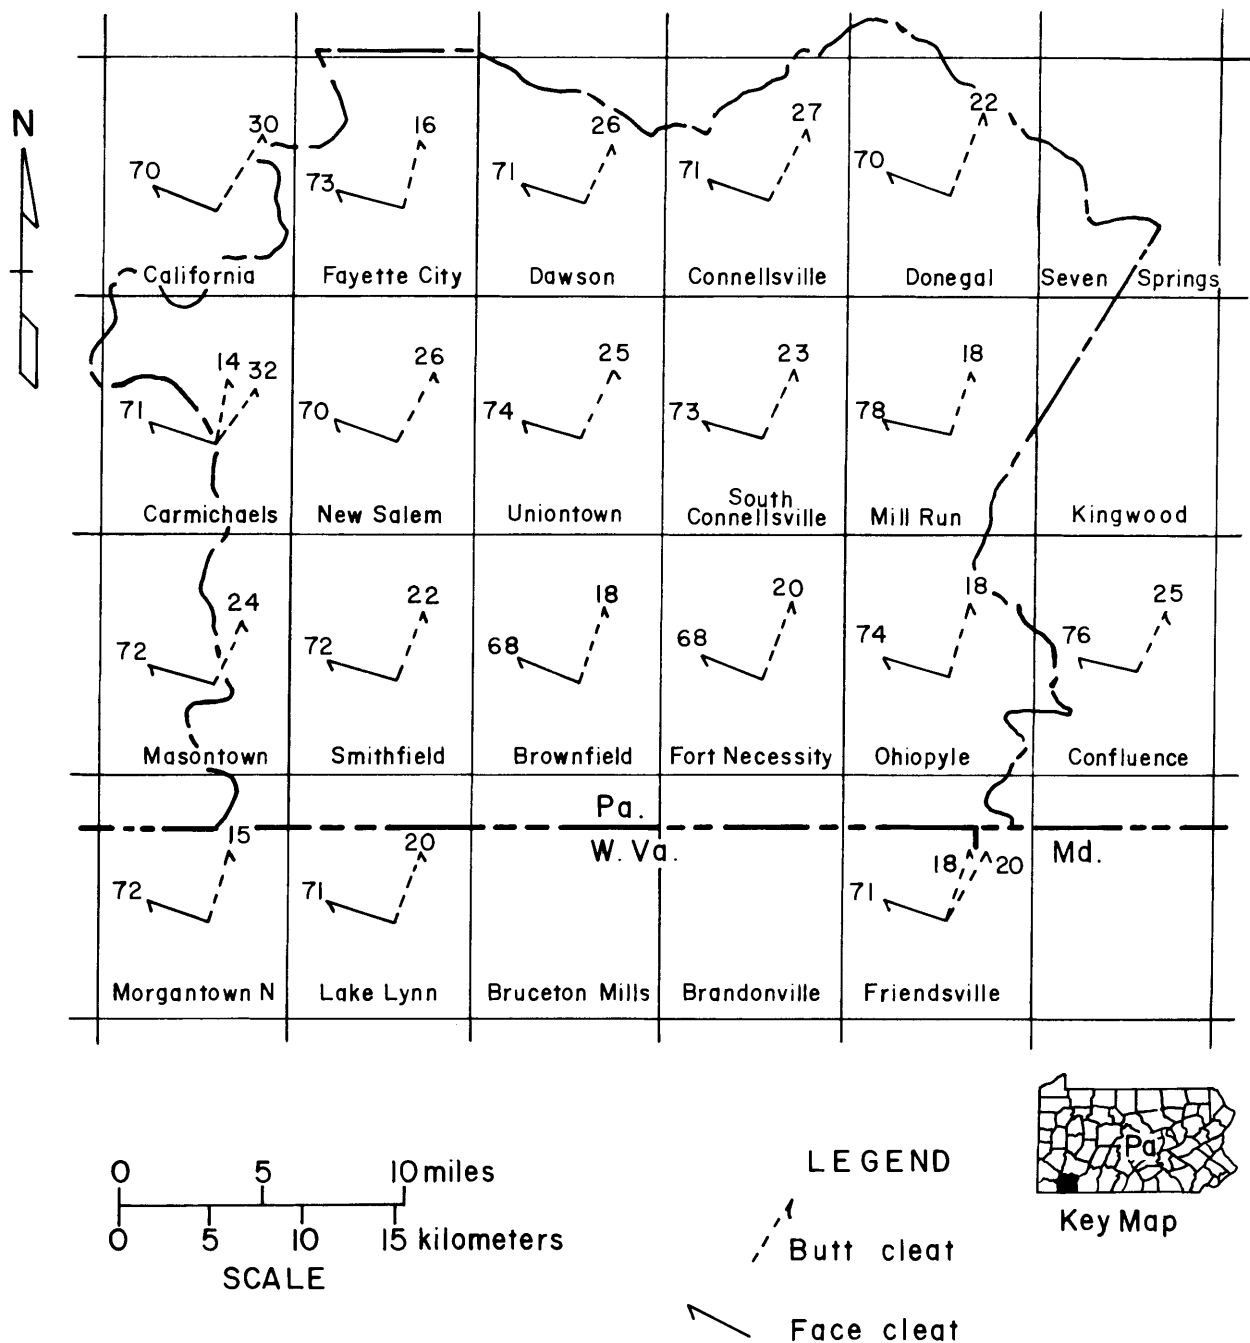 N
30
70
16
73
26
71
27
71
22
70
California
Fayette City
Dawson
Connellsville
Donegal
Seven Springs
14
32
71
26
70
25
74
23
73
18
78
Carmichaels
New Salem
Uniontown
South
Connellsville
Mill Run
Kingwood
24
72
22
72
18
68
20
68
18
74
25
76
Masontown
Smithfield
Brownfield
Fort Necessity
Ohiopyle
Confluence
Pa.
W. Va.
Md.
15
72
20
71
18
20
71
Morgantown N
Lake Lynn
Bruceton Mills
Brandonville
Friendsville
0 5 10 miles
0 5 10 15 kilometers
SCALE
LEGEND
Butt cleat
Face cleat
Pa
Key Map